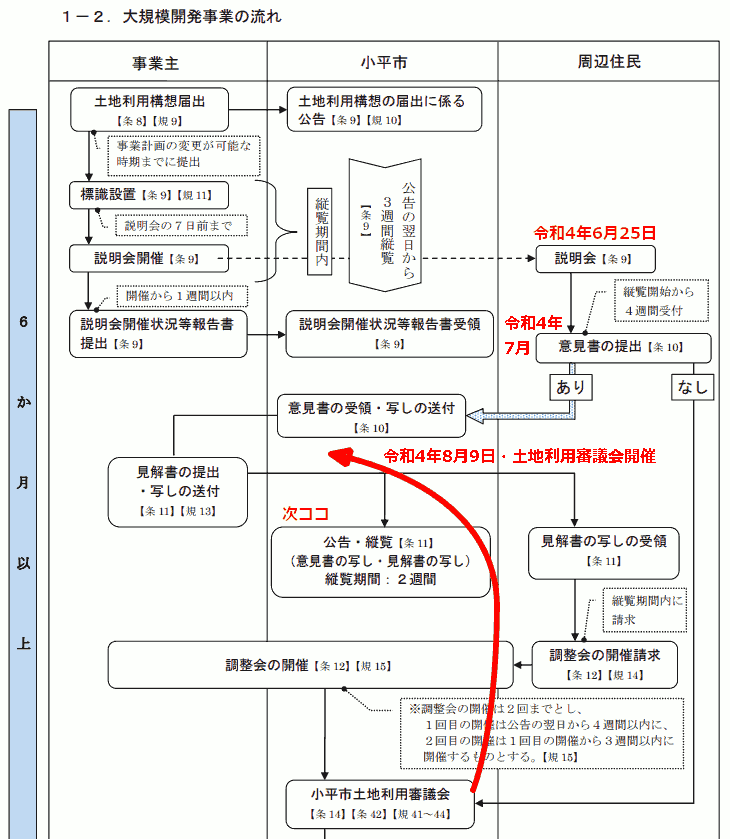 １－２．大規模開発事業の流れ
事業主
小平市
周辺住民
土地利用構想届出
【条８】【規９】
土地利用構想の届出に係る
公告【条９】【規 10】
事業計画の変更が可能な
時期までに提出
標識設置【条９】【規 11】
説明会の７日前まで
縦覧期間内
公告の翌日から
３週間縦覧
【条９】
令和4年6月25日
説明会開催【条９】
説明会【条９】
開催から１週間以内
縦覧開始から
４週間受付
説明会開催状況等報告書
提出【条９】
説明会開催状況等報告書受領
【条９】
令和4年
7月
意見書の提出【条 10】
あり
なし
意見書の受領・写しの送付
【条 10】
令和4年8月9日・土地利用審議会開催
見解書の提出
・写しの送付
【条 11】【規 13】
次ココ
公告・縦覧【条 11】
（意見書の写し・見解書の写し）
縦覧期間：２週間
見解書の写しの受領
【条 11】
縦覧期間内に
請求
調整会の開催【条 12】【規 15】
調整会の開催請求
【条 12】【規 14】
※調整会の開催は２回までとし、
１回目の開催は公告の翌日から４週間以内に、
２回目の開催は１回目の開催から３週間以内に
開催するものとする。【規 15】
小平市土地利用審議会
【条 14】【条 42】【規 41～44】
６か月以上